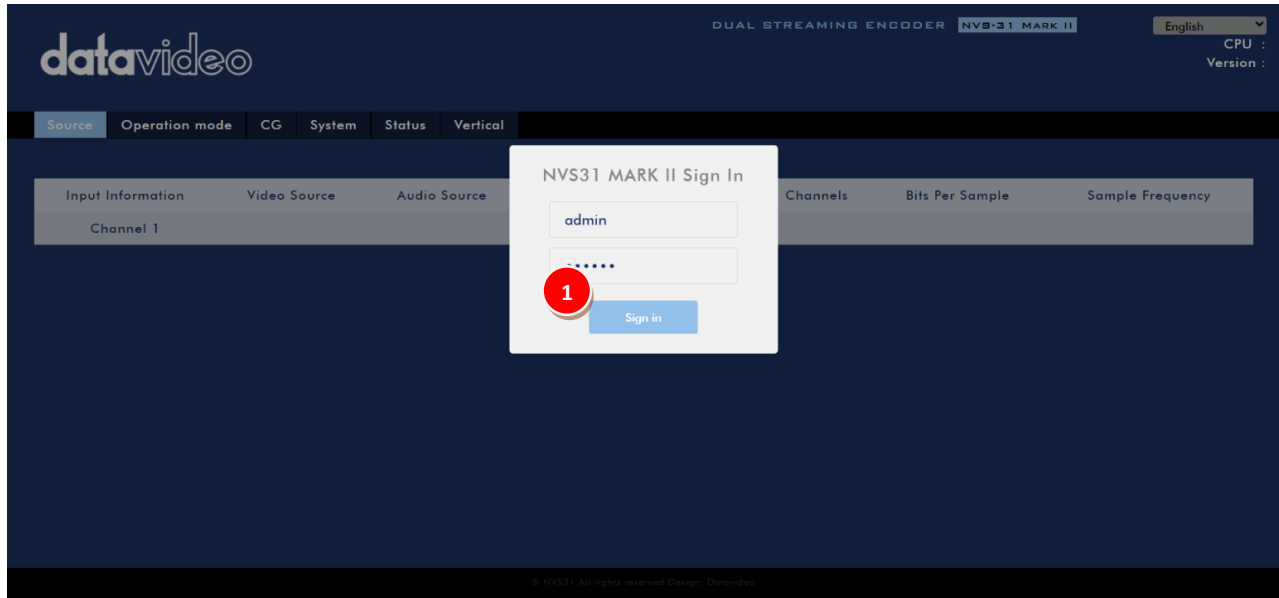 DUAL STREAMING ENCODER NVS-31 MARK II
English
CPU :
Version :
datavideo
Source Operation mode CG System Status Vertical
NVS31 MARK II Sign In
Input Information Video Source Audio Source Channels Bits Per Sample Sample Frequency
admin
Channel 1
••••••
1
Sign in
© NVS31 All rights reserved Design. Datavideo